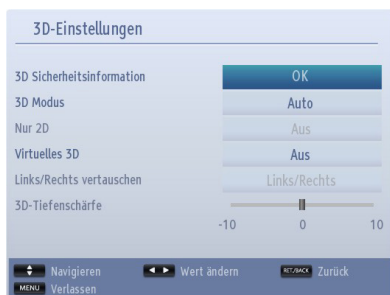 3D-Einstellungen
3D Sicherheitsinformation OK
3D Modus Auto
Nur 2D Aus
Virtuelles 3D Aus
Links/Rechts vertauschen Links/Rechts
3D-Tiefenschärfe
-10 0 10
Navigieren Wert ändern RET./BACK Zurück
MENU Verlassen